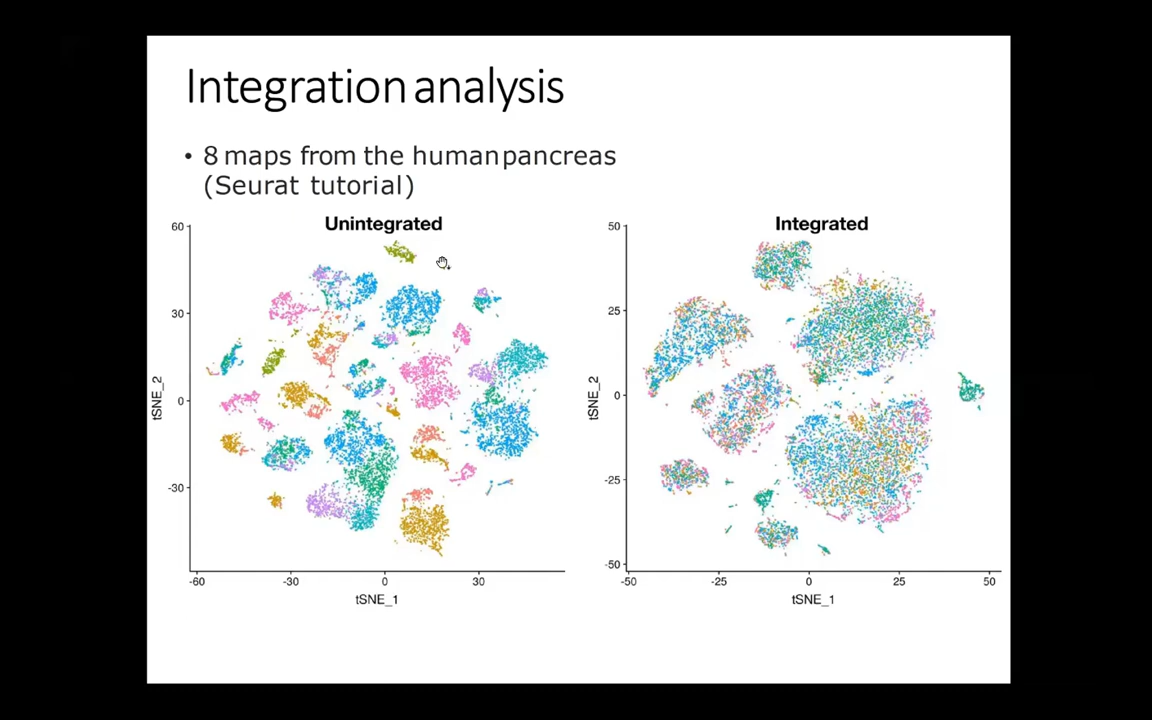 Integration analysis
• 8 maps from the human pancreas
(Seurat tutorial)
Unintegrated
60
30
0
-30
tSNE_2
-60 -30 0 30
tSNE_1
Integrated
50
25
0
-25
-50
tSNE_2
-50 -25 0 25 50
tSNE_1